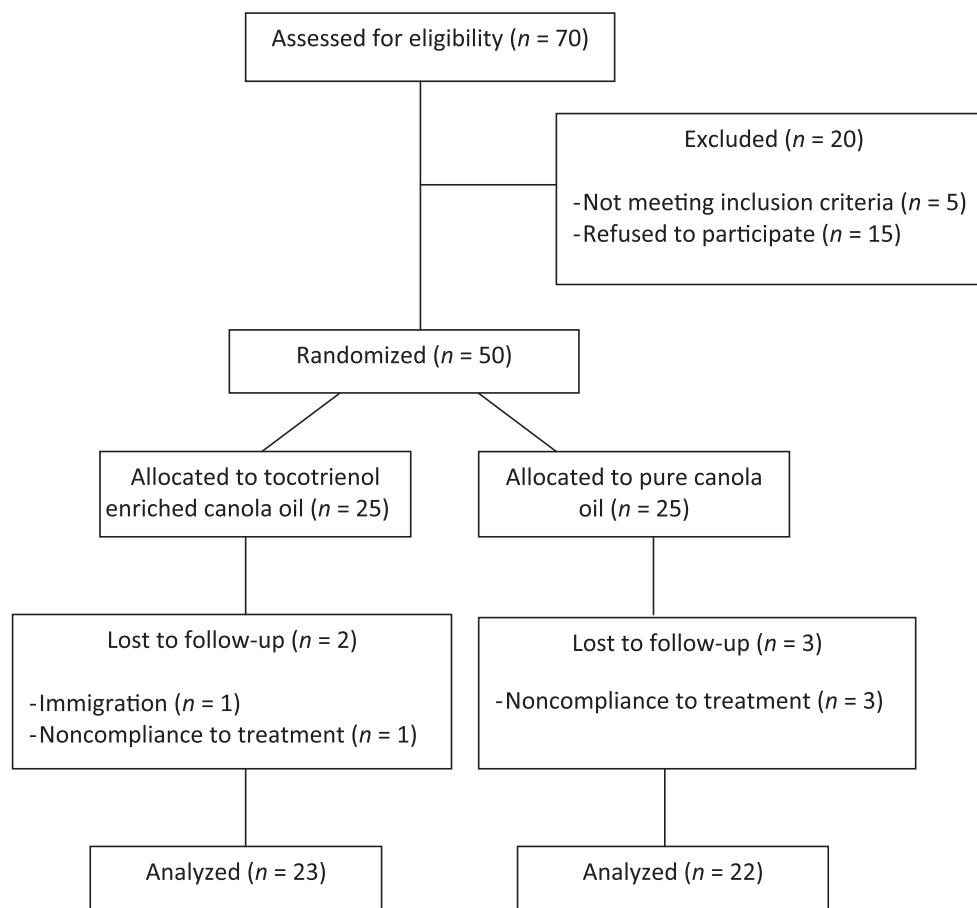 Assessed for eligibility (n = 70)
Excluded (n = 20)
-Not meeting inclusion criteria (n = 5)
-Refused to participate (n = 15)
Randomized (n = 50)
Allocated to tocotrienol
enriched canola oil (n = 25)
Allocated to pure canola
oil (n = 25)
Lost to follow-up (n = 2)
-Immigration (n = 1)
-Noncompliance to treatment (n = 1)
Lost to follow-up (n = 3)
-Noncompliance to treatment (n = 3)
Analyzed (n = 23)
Analyzed (n = 22)